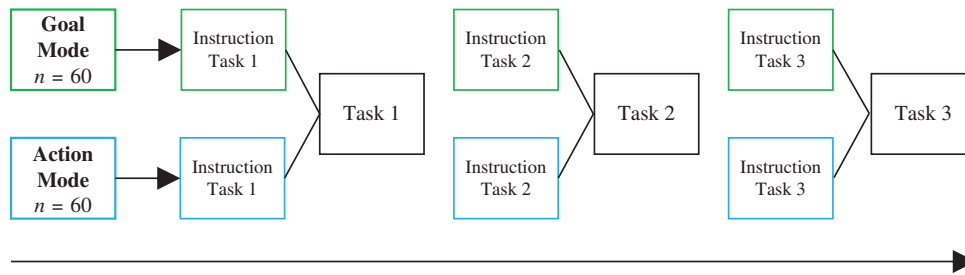 Goal
Mode
n = 60
Instruction
Task 1
Instruction
Task 2
Instruction
Task 3
Task 1
Task 2
Task 3
Action
Mode
n = 60
Instruction
Task 1
Instruction
Task 2
Instruction
Task 3